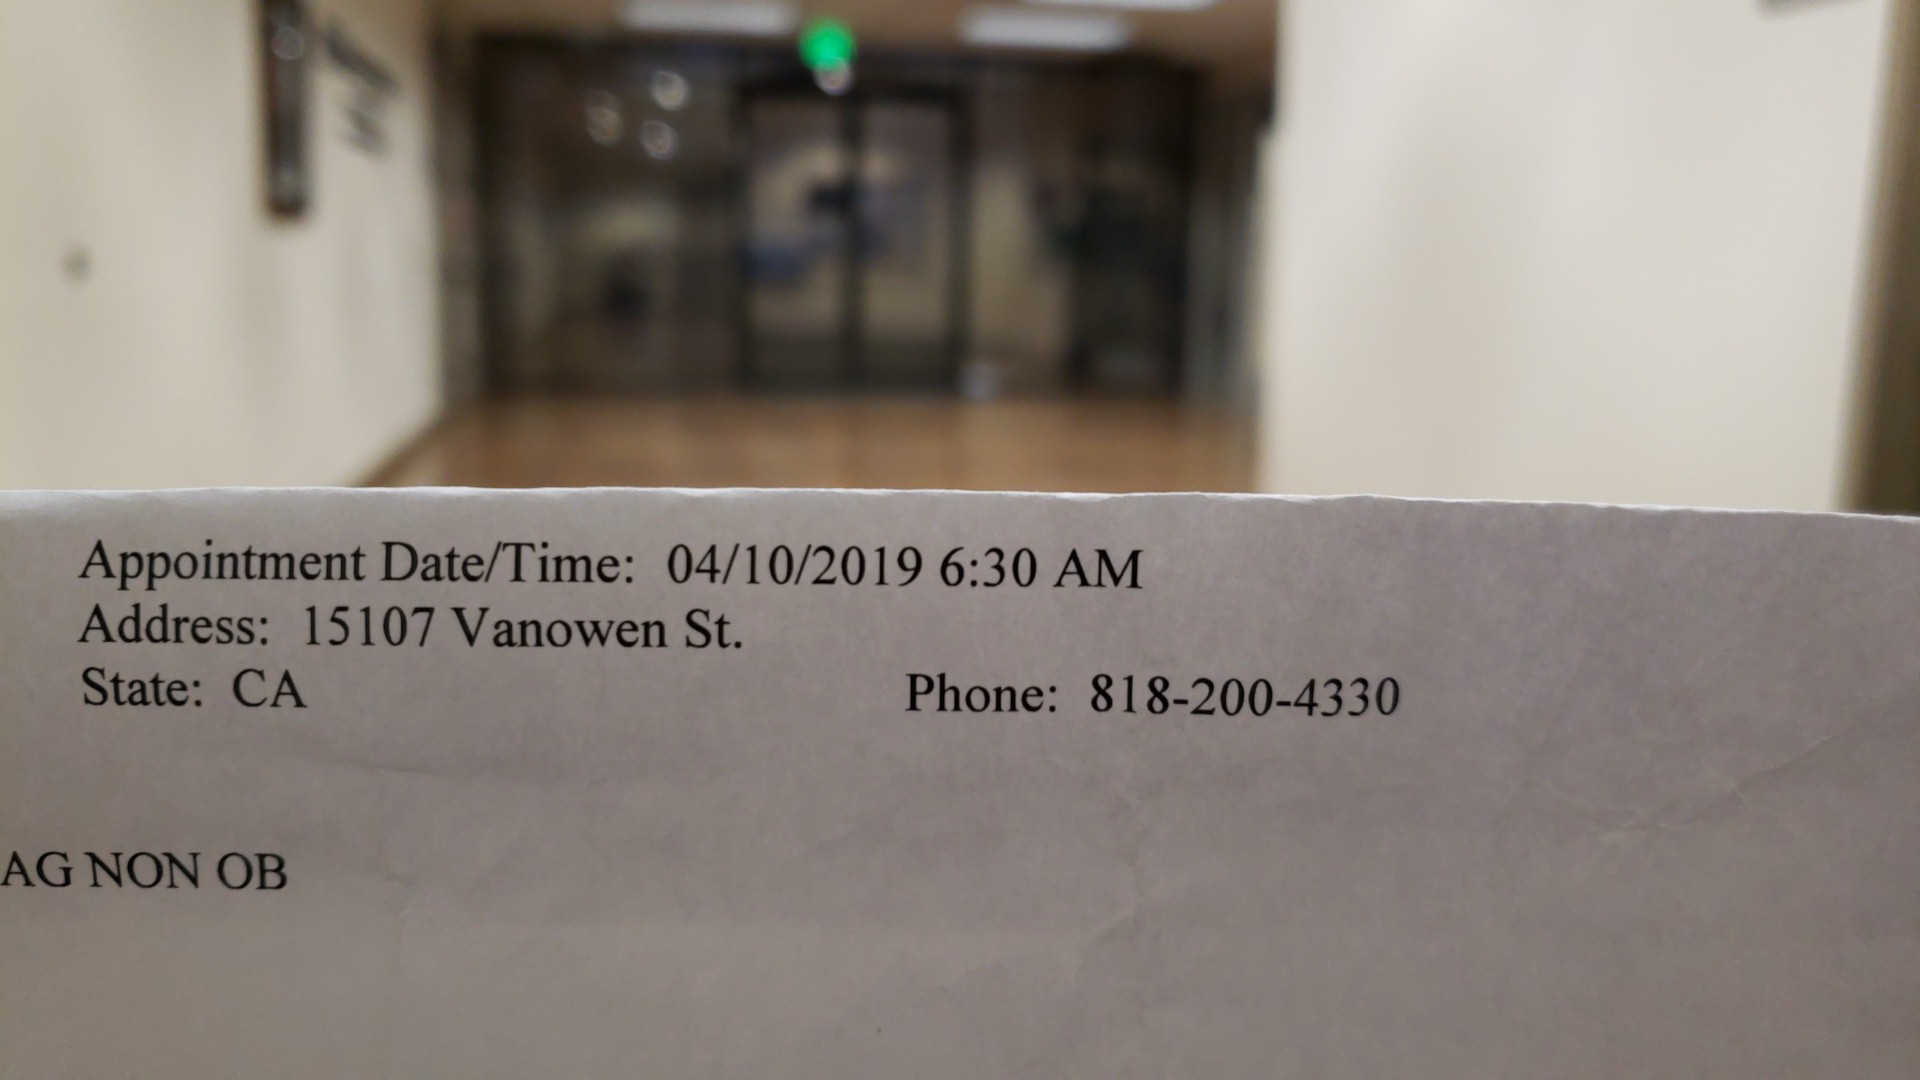 Appointment Date/Time: 04/10/2019 6:30 AM
Address: 15107 Vanowen St.
State: CA Phone: 818-200-4330
AG NON OB